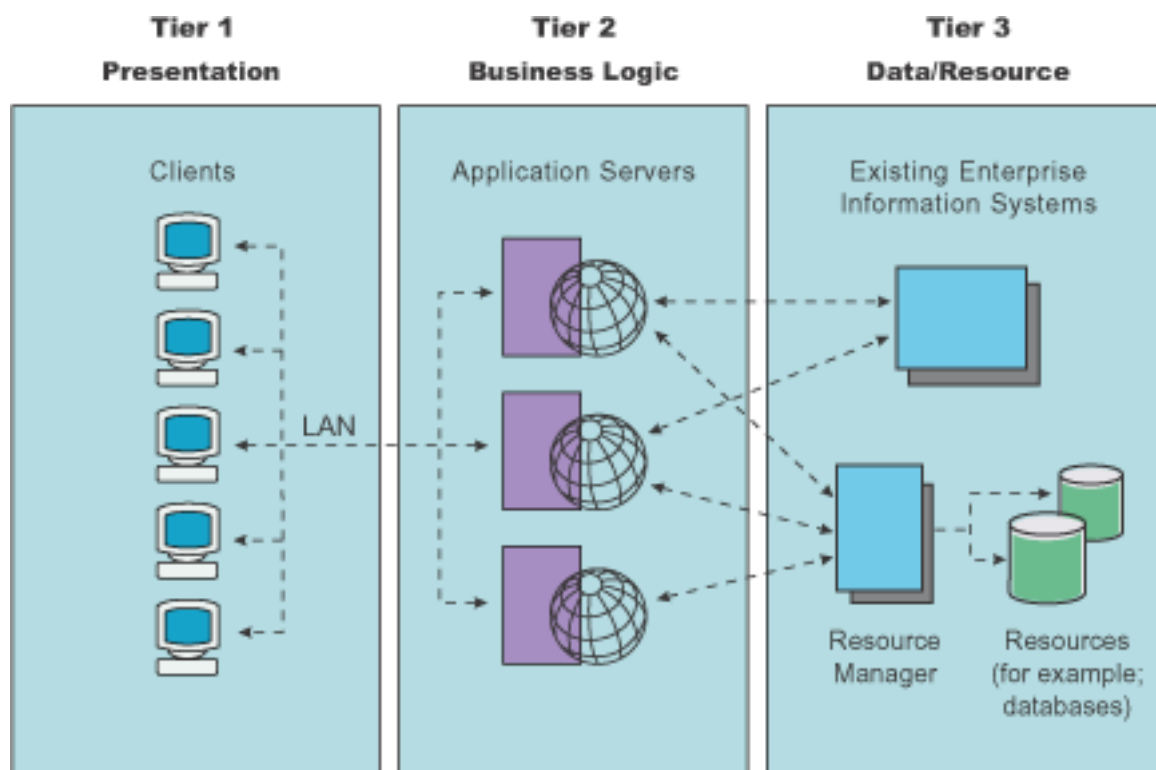 Tier 1
Presentation
Tier 2
Business Logic
Tier 3
Data/Resource
Clients
Application Servers
Existing Enterprise
Information Systems
LAN
Resource
Manager
Resources
(for example;
databases)